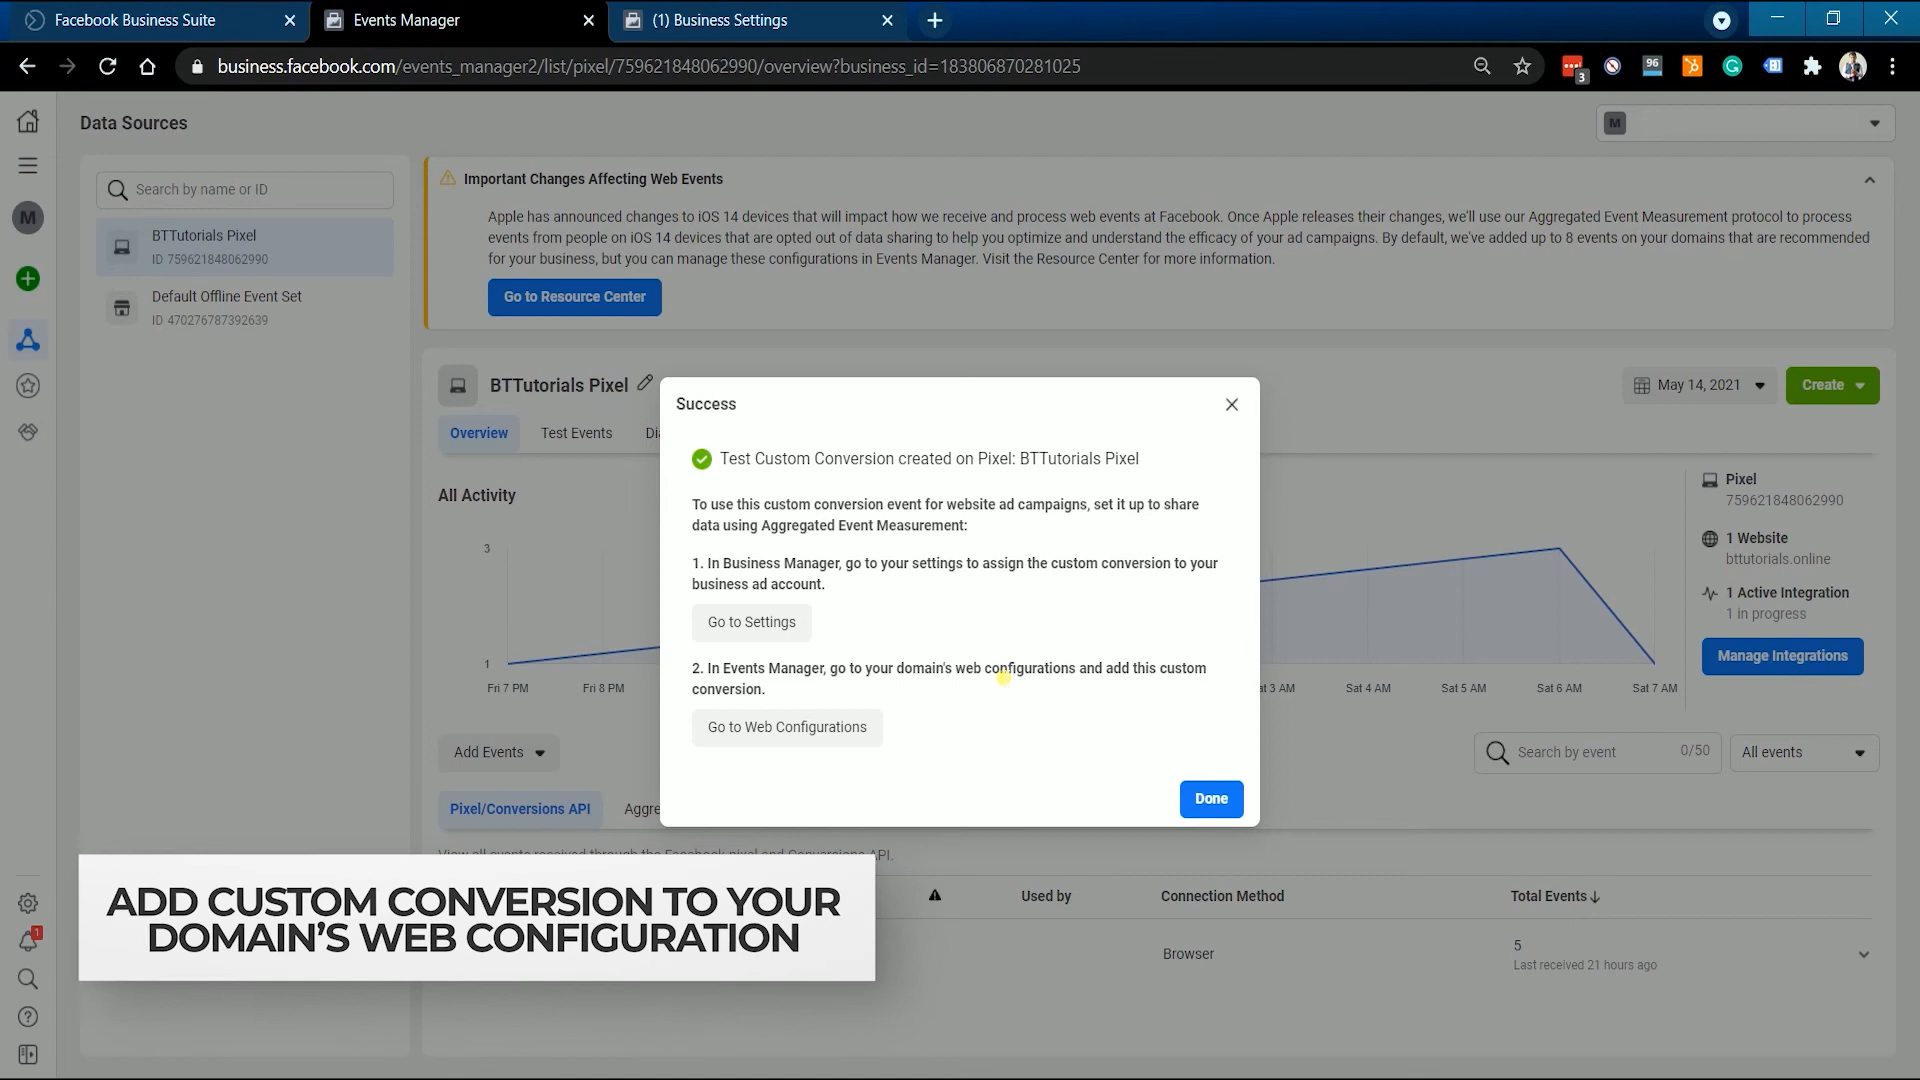 Facebook Business Suite
Events Manager
(1) Business Settings
business.facebook.com/events_manager2/list/pixel/759621848062990/overview?business_id=183806870281025
3
96
Data Sources
M
Search by name or ID
M
BTTutorials Pixel
ID 759621848062990
Default Offline Event Set
ID 470276787392639
Important Changes Affecting Web Events
Apple has announced changes to iOS 14 devices that will impact how we receive and process web events at Facebook. Once Apple releases their changes, we'll use our Aggregated Event Measurement protocol to process
events from people on iOS 14 devices that are opted out of data sharing to help you optimize and understand the efficacy of your ad campaigns. By default, we've added up to 8 events on your domains that are recommended
for your business, but you can manage these configurations in Events Manager. Visit the Resource Center for more information.
Go to Resource Center
BTTutorials Pixel
May 14, 2021
Create
Overview
Test Events
Di
All Activity
3
1
Fri 7 PM
Fri 8 PM
at 3 AM
Sat 4 AM
Sat 5 AM
Sat 6 AM
Sat 7 AM
Pixel
759621848062990
1 Website
bttutorials.online
1 Active Integration
1 in progress
Manage Integrations
Success
Test Custom Conversion created on Pixel: BTTutorials Pixel
To use this custom conversion event for website ad campaigns, set it up to share
data using Aggregated Event Measurement:
1. In Business Manager, go to your settings to assign the custom conversion to your
business ad account.
Go to Settings
2. In Events Manager, go to your domain's web configurations and add this custom
conversion.
Go to Web Configurations
Done
Add Events
Search by event
0/50
All events
Pixel/Conversions API
Aggre
View all events received through the Facebook pixel and Conversions API.
Used by
Connection Method
Total Events
Browser
5
Last received 21 hours ago
1
ADD CUSTOM CONVERSION TO YOUR
DOMAIN'S WEB CONFIGURATION